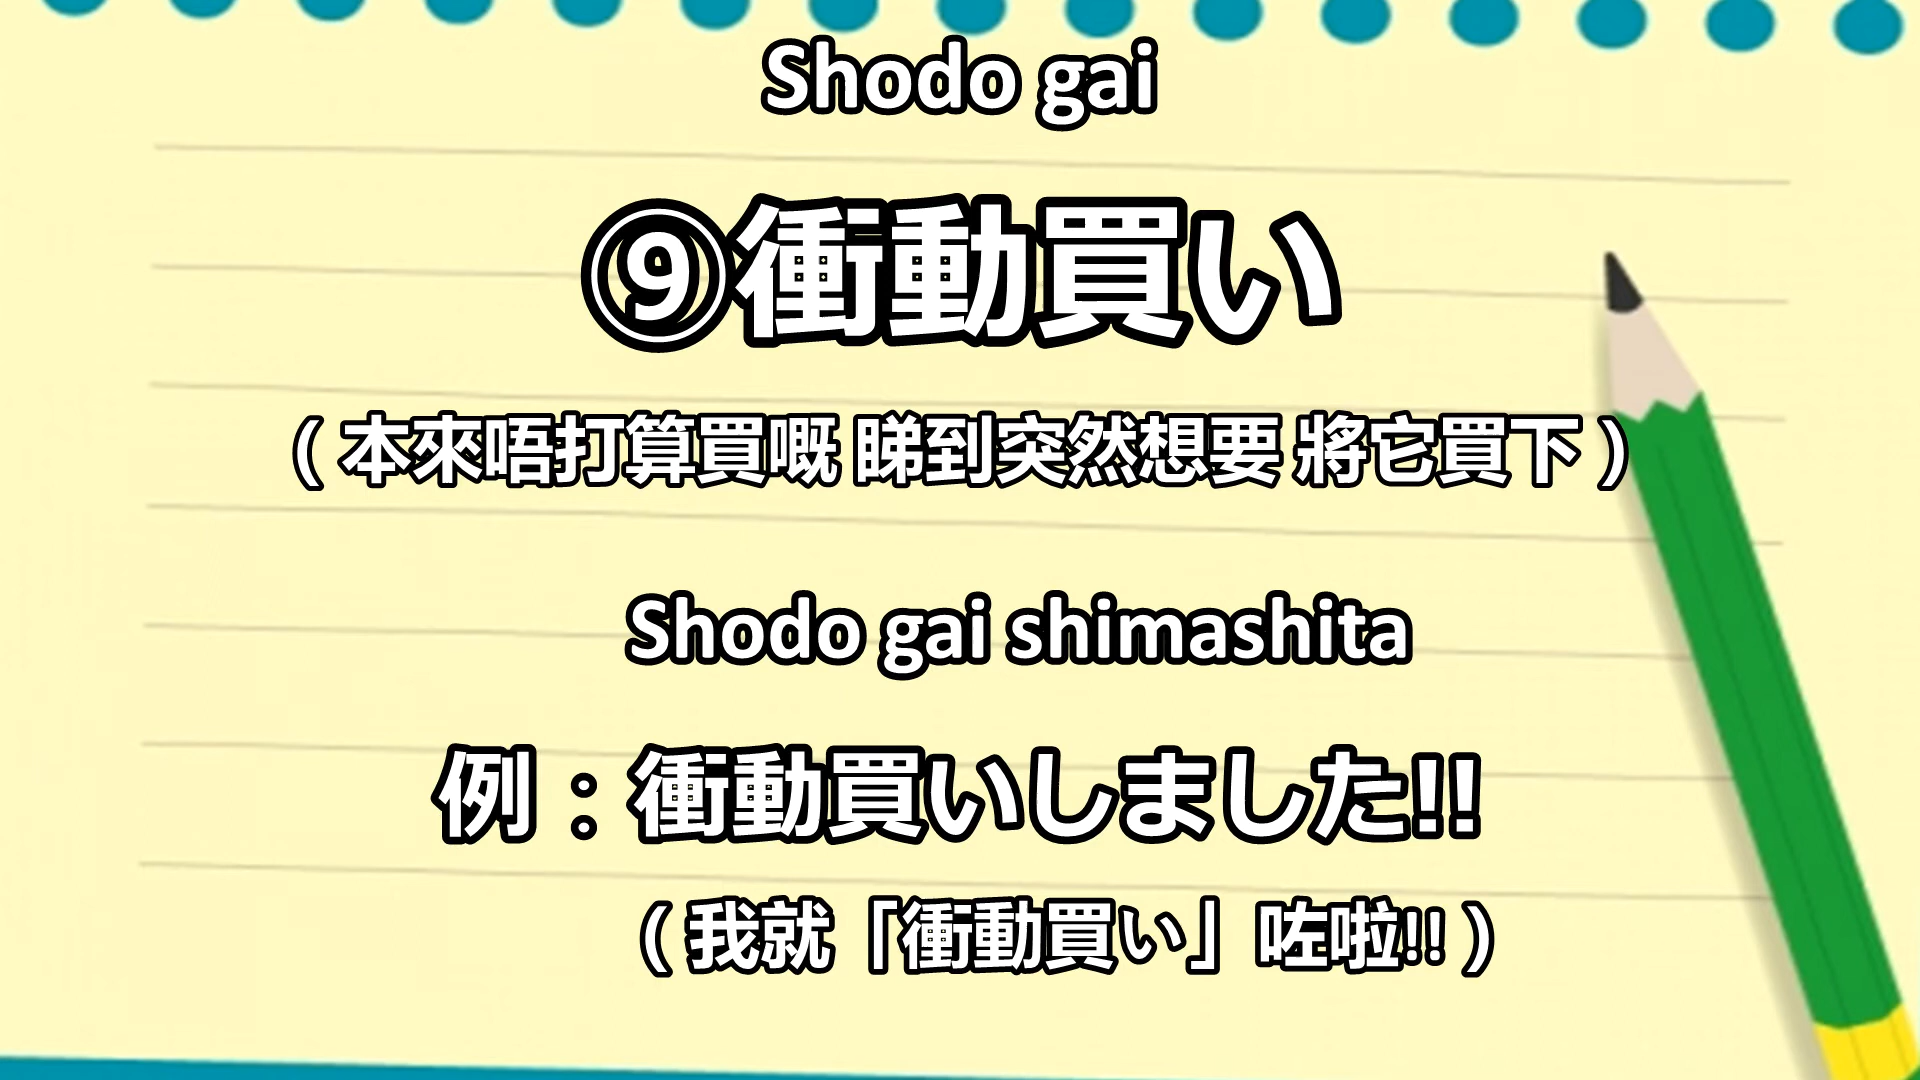 Shodo gai
⑨衝動買い
（本來唔打算買嘅 睇到突然想要 將它買下）
Shodo gai shimashita
例：衝動買いしました!!
（我就「衝動買い」咗啦!!）